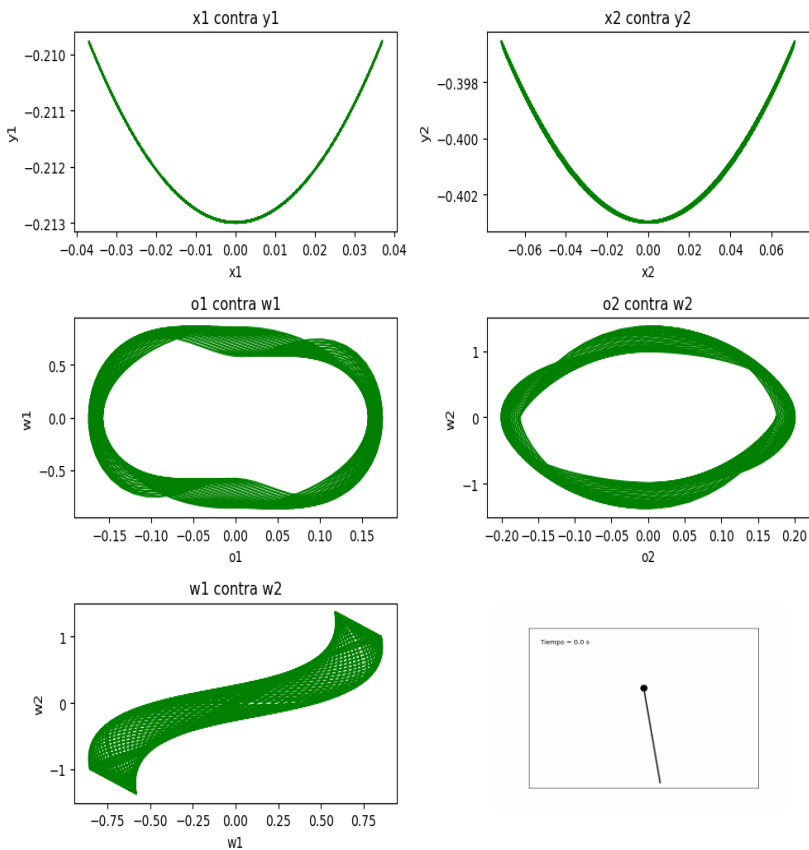 x1 contra y1
y1
−0.210
−0.211
−0.212
−0.213
−0.04 −0.03 −0.02 −0.01 0.00 0.01 0.02 0.03 0.04
x1
x2 contra y2
y2
−0.398
−0.400
−0.402
−0.06 −0.04 −0.02 0.00 0.02 0.04 0.06
x2
o1 contra w1
w1
0.5
0.0
−0.5
−0.15 −0.10 −0.05 0.00 0.05 0.10 0.15
o1
o2 contra w2
w2
1
0
−1
−0.20 −0.15 −0.10 −0.05 0.00 0.05 0.10 0.15 0.20
o2
w1 contra w2
w2
1
0
−1
−0.75 −0.50 −0.25 0.00 0.25 0.50 0.75
w1
Tiempo = 0.0 s